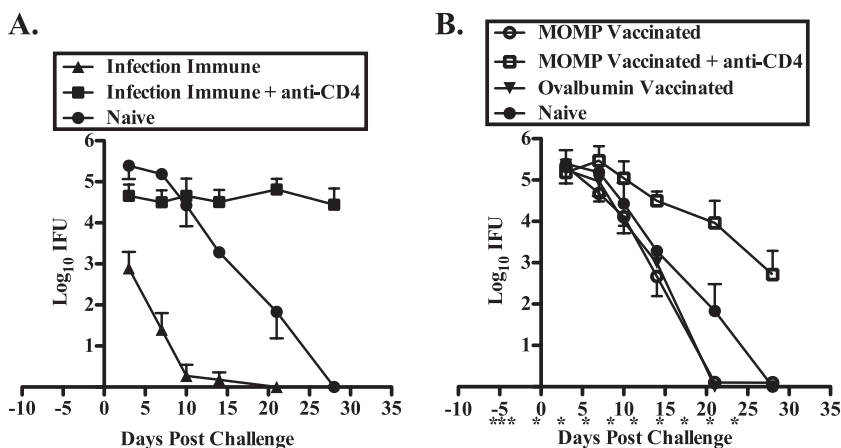 A.
Infection Immune
Infection Immune + anti-CD4
Naive
6
5
4
3
2
1
Log10 IFU
-10 -5 0 5 10 15 20 25 30 35
Days Post Challenge
B.
MOMP Vaccinated
MOMP Vaccinated + anti-CD4
Ovalbumin Vaccinated
Naive
6
5
4
3
2
1
Log10 IFU
-10 -5 0 5 10 15 20 25 30 35
*** * * * * * * * * *
Days Post Challenge